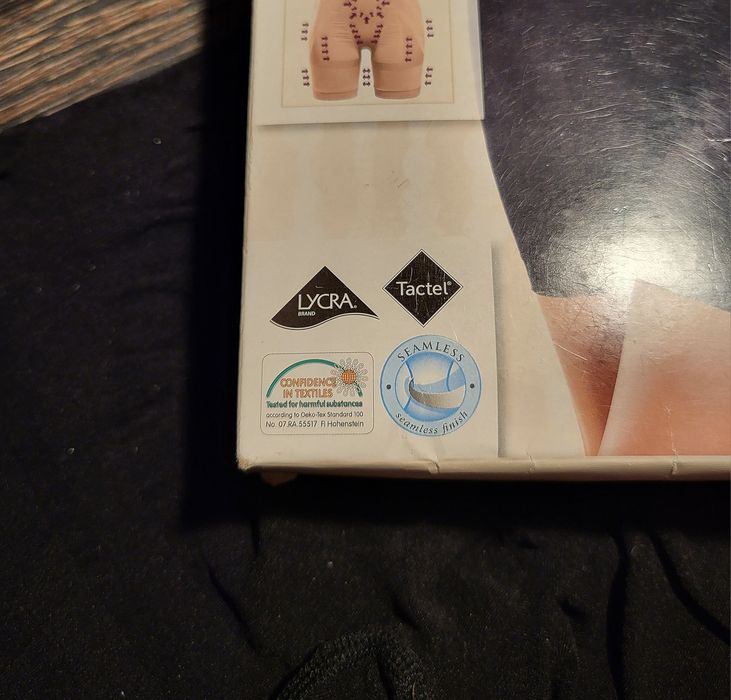 LYCRA®
BRAND
Tactel®
CONFIDENCE
IN TEXTILES
Tested for harmful substances
according to Oeko-Tex Standard 100
No. 07.RA.55517 FI Hohenstein
SEAMLESS
seamless finish